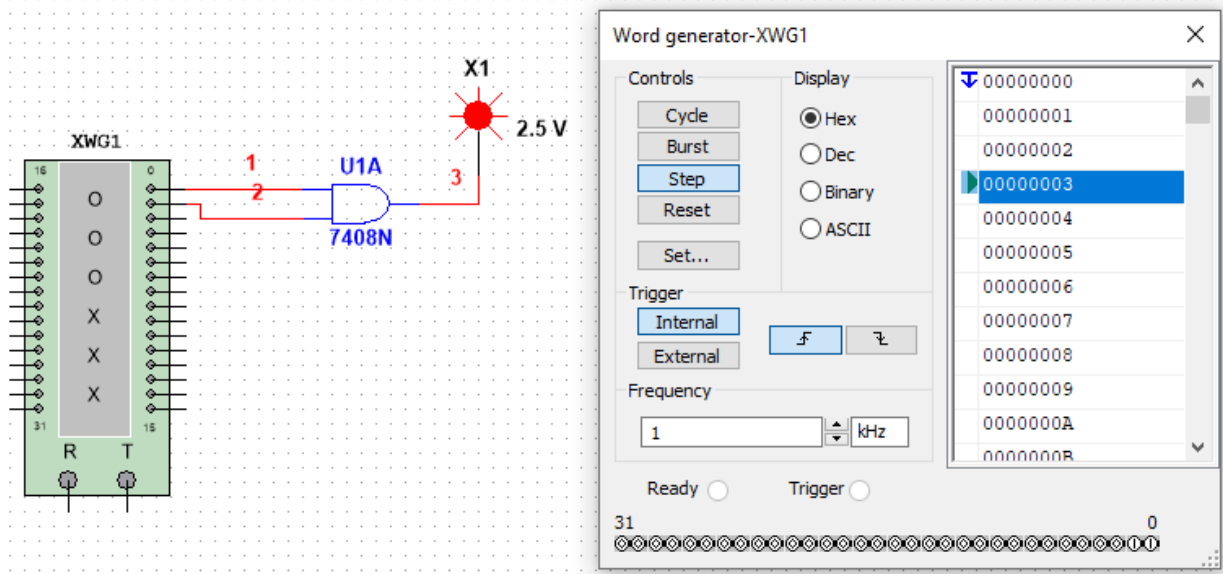 X1
2.5 V
XWG1
16 0
O
O
O
X
X
X
31 15
R T
1
2
U1A
7408N
3
Word generator-XWG1
Controls
Cycle
Burst
Step
Reset
Set...
Display
Hex
Dec
Binary
ASCII
Trigger
Internal
External
Frequency
1 kHz
Ready Trigger
31 0
00000000
00000001
00000002
00000003
00000004
00000005
00000006
00000007
00000008
00000009
0000000A
0000000B